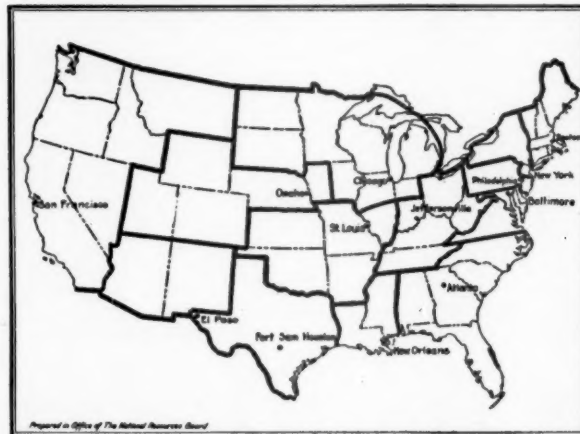 Boston
Chicago
New York
Omaha
Philadelphia
San Francisco
Jeffersonville
Baltimore
St. Louis
Atlanta
El Paso
Fort Sam Houston
New Orleans
Prepared in Office of The National Resources Board